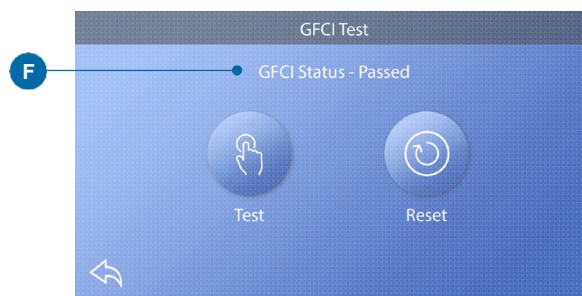 GFCI Test
F
GFCI Status - Passed
Test
Reset